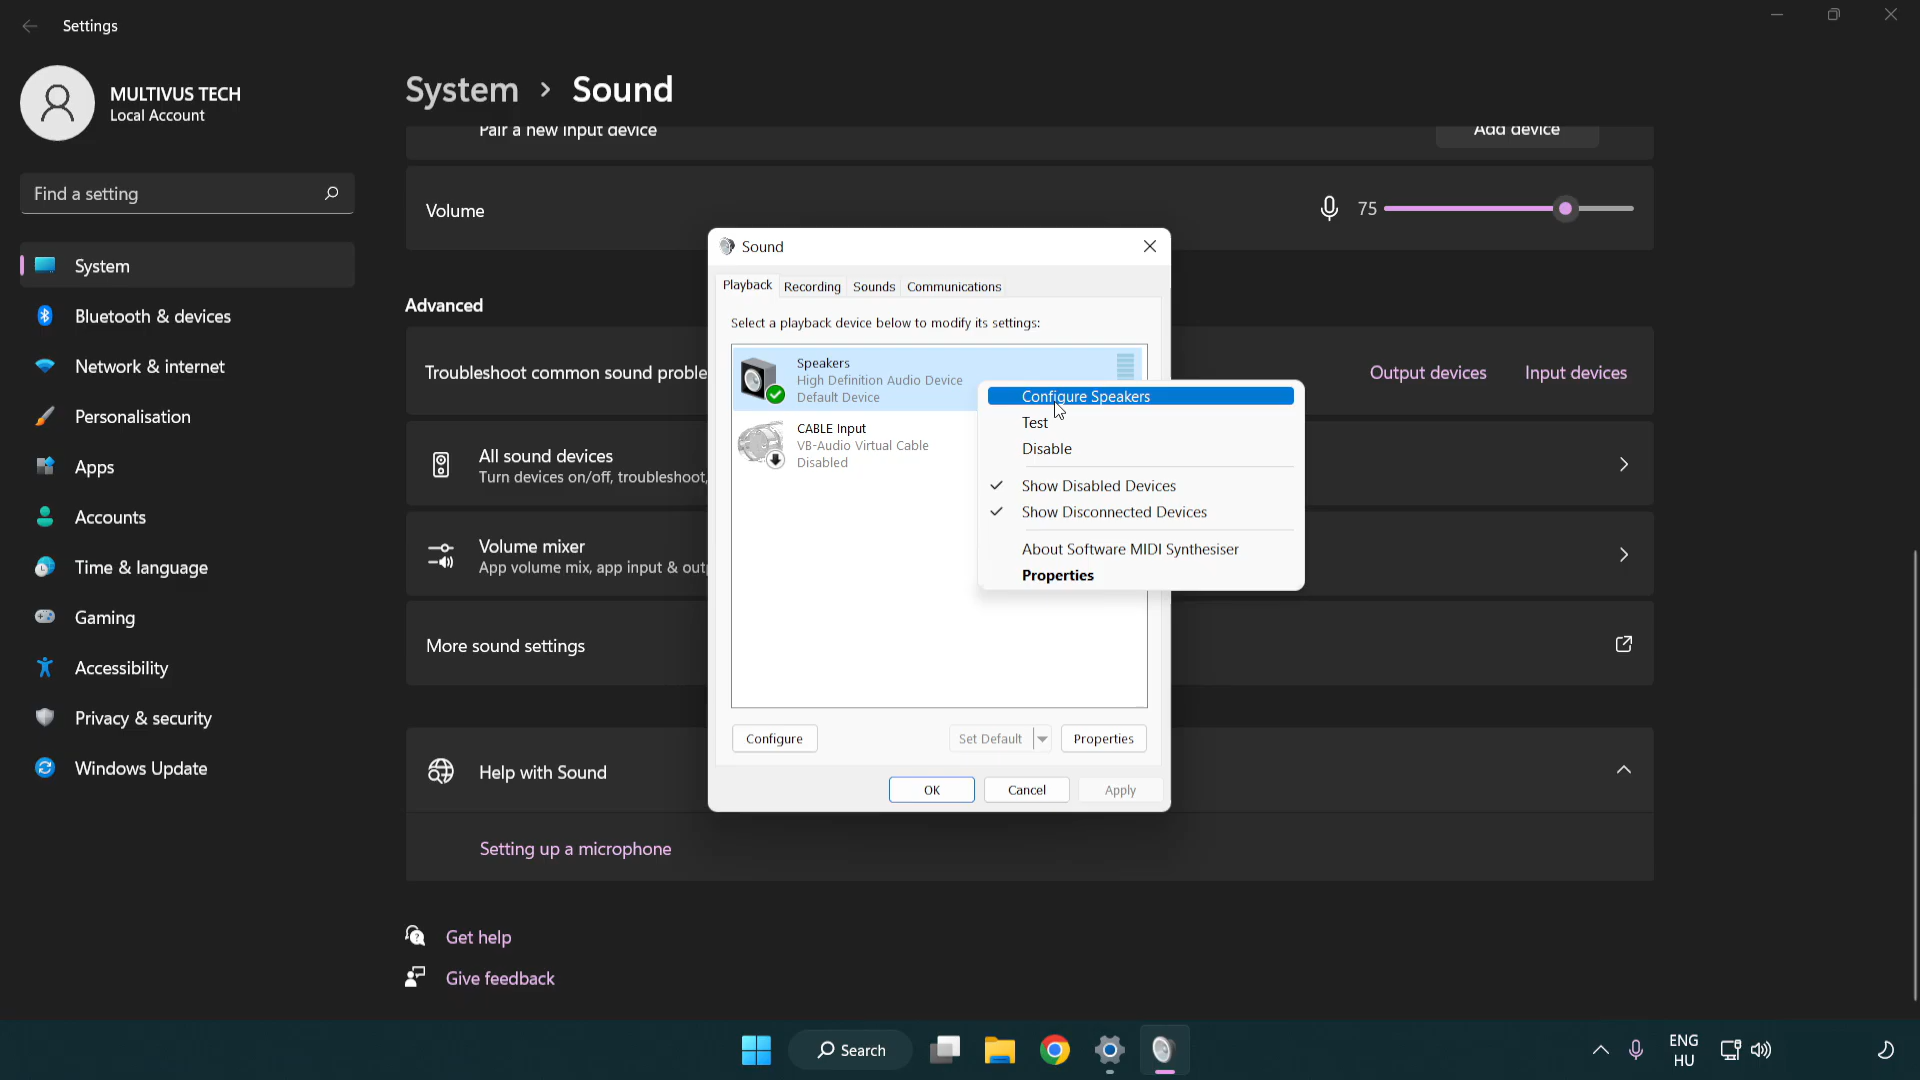 Settings
MULTIVUS TECH
Local Account
Find a setting
System
Bluetooth & devices
Network & internet
Personalisation
Apps
Accounts
Time & language
Gaming
Accessibility
Privacy & security
Windows Update
System › Sound
Pair a new input device
Add device
Volume
75
Advanced
Troubleshoot common sound proble
Output devices
Input devices
All sound devices
Turn devices on/off, troubleshoot,
Volume mixer
App volume mix, app input & out
More sound settings
Help with Sound
Setting up a microphone
Get help
Give feedback
Sound
Playback Recording Sounds Communications
Select a playback device below to modify its settings:
Speakers
High Definition Audio Device
Default Device
CABLE Input
VB-Audio Virtual Cable
Disabled
Configure Speakers
Test
Disable
Show Disabled Devices
Show Disconnected Devices
About Software MIDI Synthesiser
Properties
Configure
Set Default
Properties
OK
Cancel
Apply
Search
ENG
HU